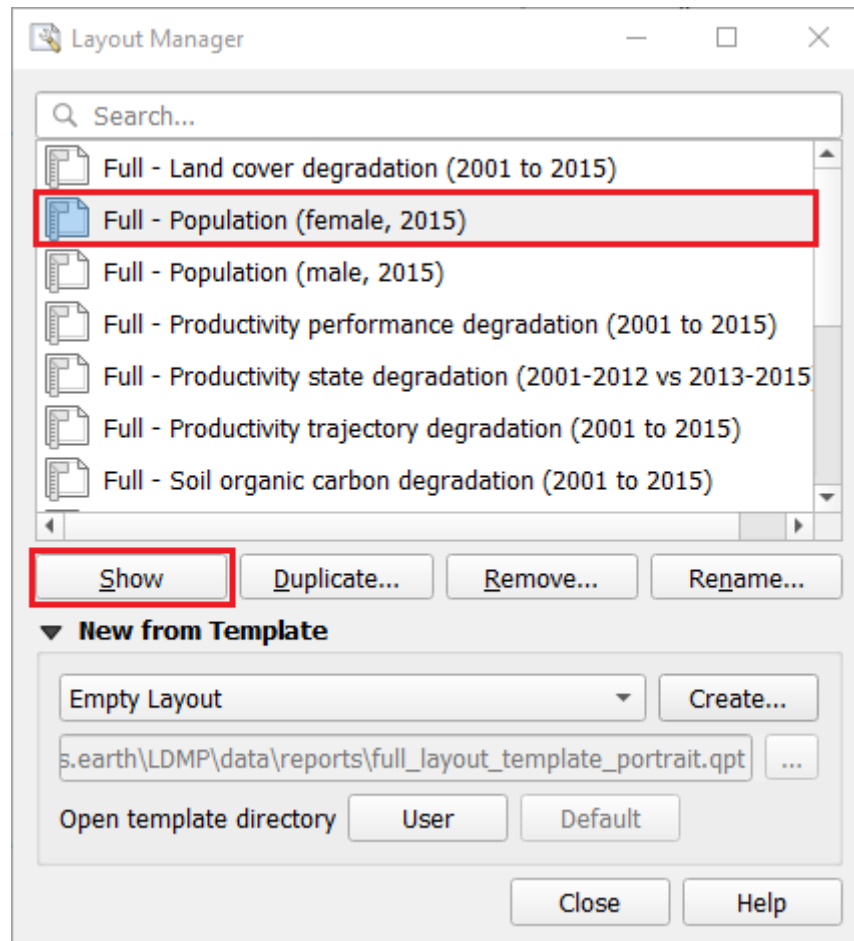 Layout Manager
Search...
Full - Land cover degradation (2001 to 2015)
Full - Population (female, 2015)
Full - Population (male, 2015)
Full - Productivity performance degradation (2001 to 2015)
Full - Productivity state degradation (2001-2012 vs 2013-2015
Full - Productivity trajectory degradation (2001 to 2015)
Full - Soil organic carbon degradation (2001 to 2015)
Show Duplicate... Remove... Rename...
New from Template
Empty Layout Create...
s.earth\LDMP\data\reports\full_layout_template_portrait.qpt ...
Open template directory User Default
Close Help